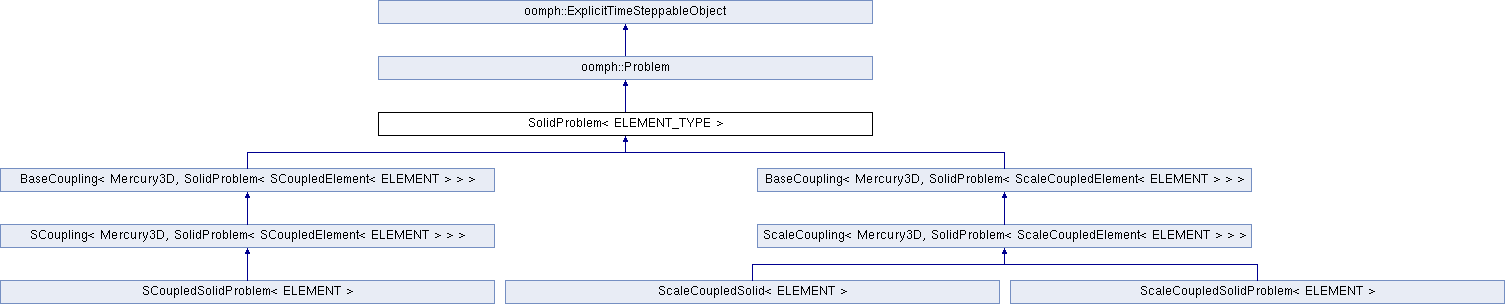 oomph::ExplicitTimeSteppableObject
oomph::Problem
SolidProblem< ELEMENT_TYPE >
BaseCoupling< Mercury3D, SolidProblem< SCoupledElement< ELEMENT > > >
BaseCoupling< Mercury3D, SolidProblem< ScaleCoupledElement< ELEMENT > > >
SCoupling< Mercury3D, SolidProblem< SCoupledElement< ELEMENT > > >
ScaleCoupling< Mercury3D, SolidProblem< ScaleCoupledElement< ELEMENT > > >
SCoupledSolidProblem< ELEMENT >
ScaleCoupledSolid< ELEMENT >
ScaleCoupledSolidProblem< ELEMENT >